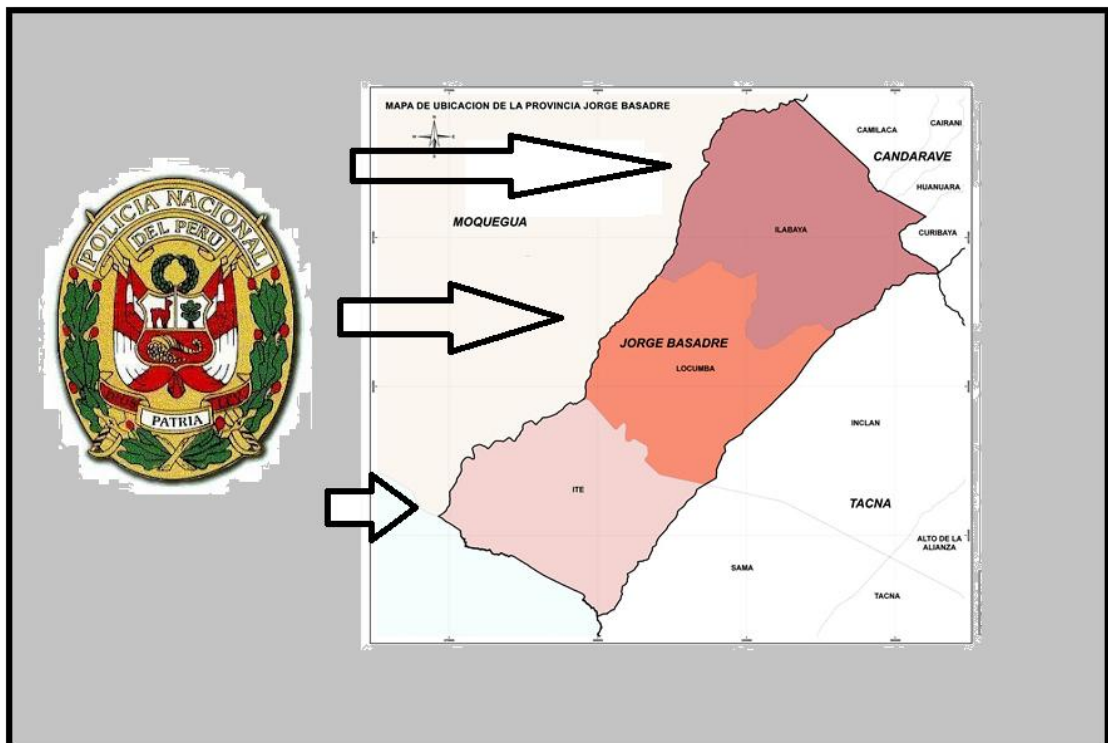 POLICIA NACIONAL
DEL PERU
PATRIA
MAPA DE UBICACION DE LA PROVINCIA JORGE BASADRE
CAMILACA
CAIRANI
CANDARAVE
HUANUARA
CURIBAYA
MOQUEGUA
ILABAYA
JORGE BASADRE
LOCUMBA
INCLAN
ITE
TACNA
ALTO DE LA
ALIANZA
SAMA
TACNA